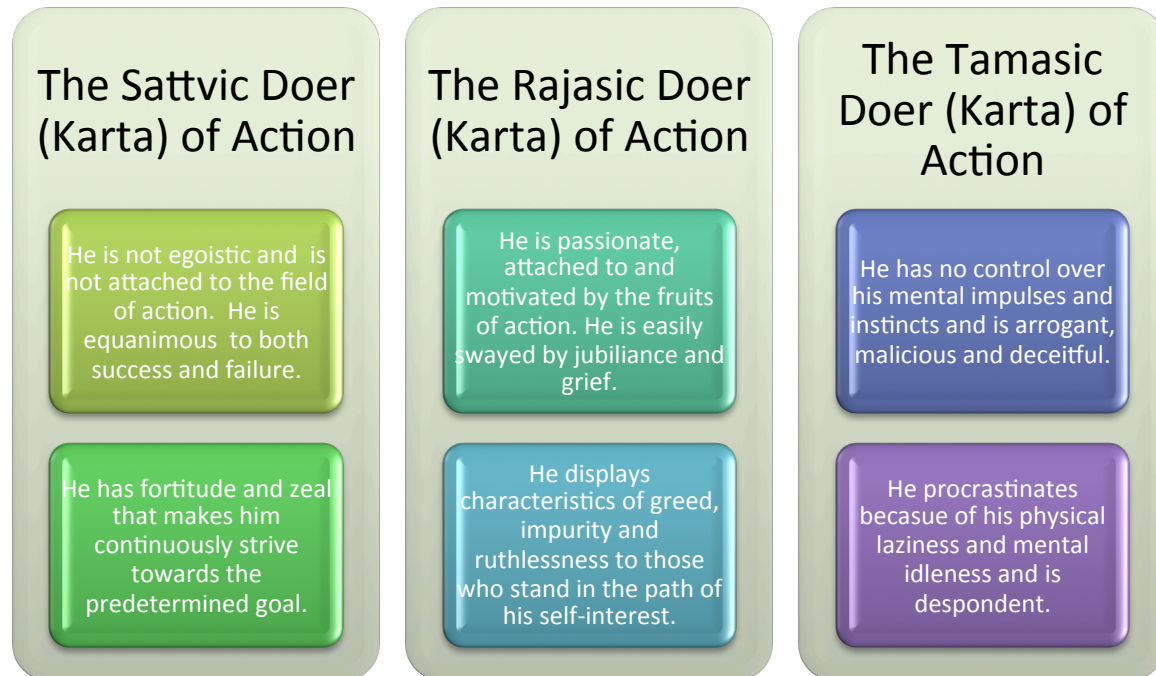 The Sattvic Doer
(Karta) of Action
He is not egoistic and is
not attached to the field
of action. He is
equanimous to both
success and failure.
He has fortitude and zeal
that makes him
continuously strive
towards the
predetermined goal.
The Rajasic Doer
(Karta) of Action
He is passionate,
attached to and
motivated by the fruits
of action. He is easily
swayed by jubiliance and
grief.
He displays
characteristics of greed,
impurity and
ruthlessness to those
who stand in the path of
his self-interest.
The Tamasic
Doer (Karta) of
Action
He has no control over
his mental impulses and
instincts and is arrogant,
malicious and deceitful.
He procrastinates
becasue of his physical
laziness and mental
idleness and is
despondent.